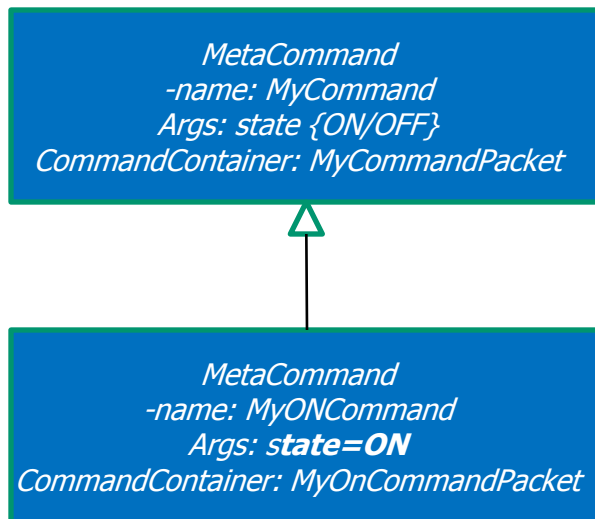 MetaCommand
-name: MyCommand
Args: state {ON/OFF}
CommandContainer: MyCommandPacket
MetaCommand
-name: MyONCommand
Args: state=ON
CommandContainer: MyOnCommandPacket